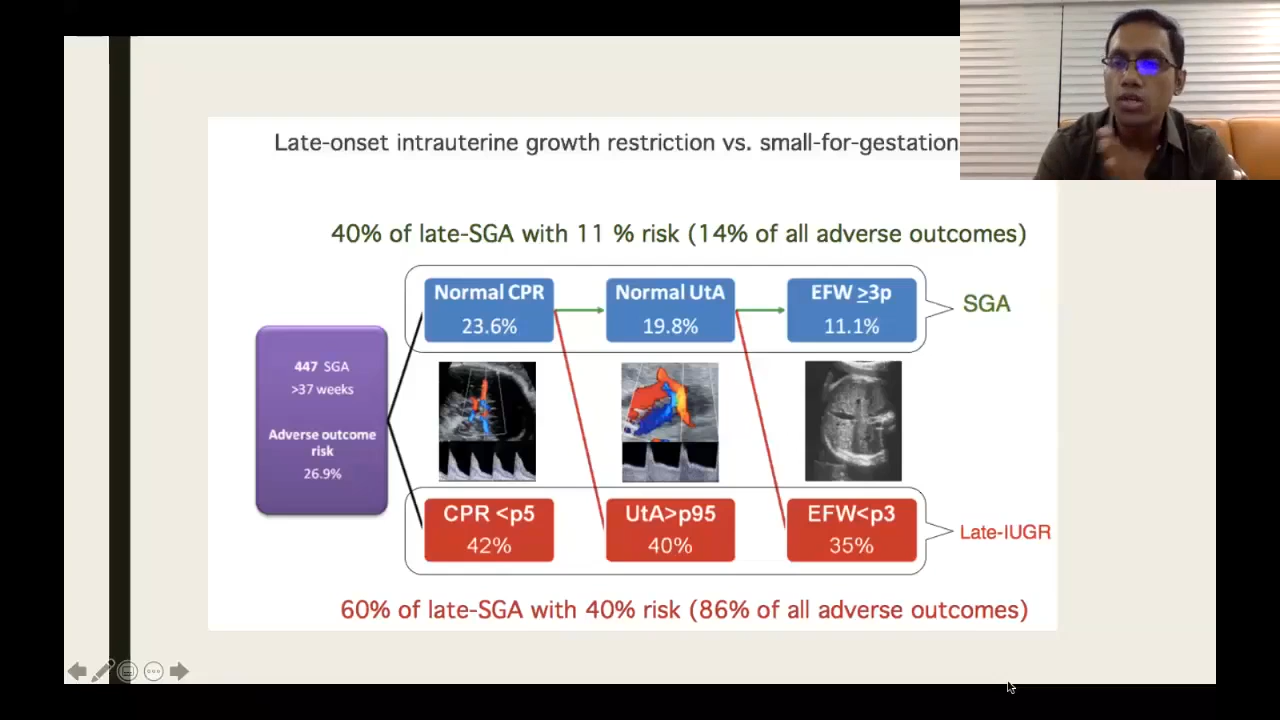 Late-onset intrauterine growth restriction vs. small-for-gestation
40% of late-SGA with 11 % risk (14% of all adverse outcomes)
Normal CPR
23.6%
Normal UtA
19.8%
EFW ≥3p
11.1%
SGA
447 SGA
>37 weeks
Adverse outcome
risk
26.9%
CPR <p5
42%
UtA>p95
40%
EFW<p3
35%
Late-IUGR
60% of late-SGA with 40% risk (86% of all adverse outcomes)